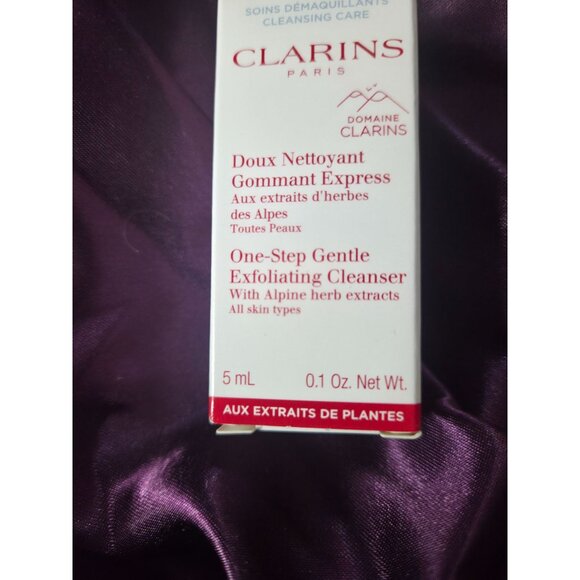 SOINS DÉMAQUILLANTS
CLEANSING CARE
CLARINS
PARIS
DOMAINE
CLARINS
Doux Nettoyant
Gommant Express
Aux extraits d'herbes
des Alpes
Toutes Peaux
One-Step Gentle
Exfoliating Cleanser
With Alpine herb extracts
All skin types
5 mL 0.1 Oz. Net Wt.
AUX EXTRAITS DE PLANTES